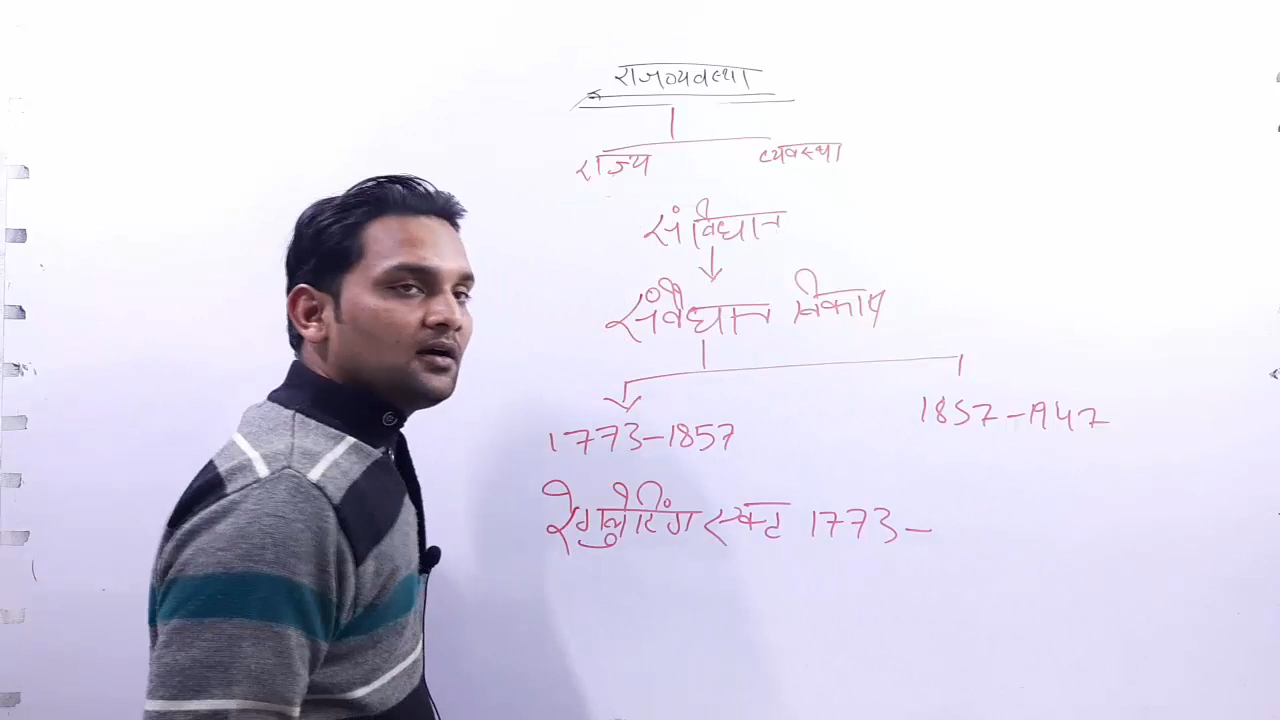 राजव्यवस्था
राज्य व्यवस्था
संविधान
संवैधान विकाष
1773-1857 1857-1947
रेगुलेटिंग एक्ट 1773-